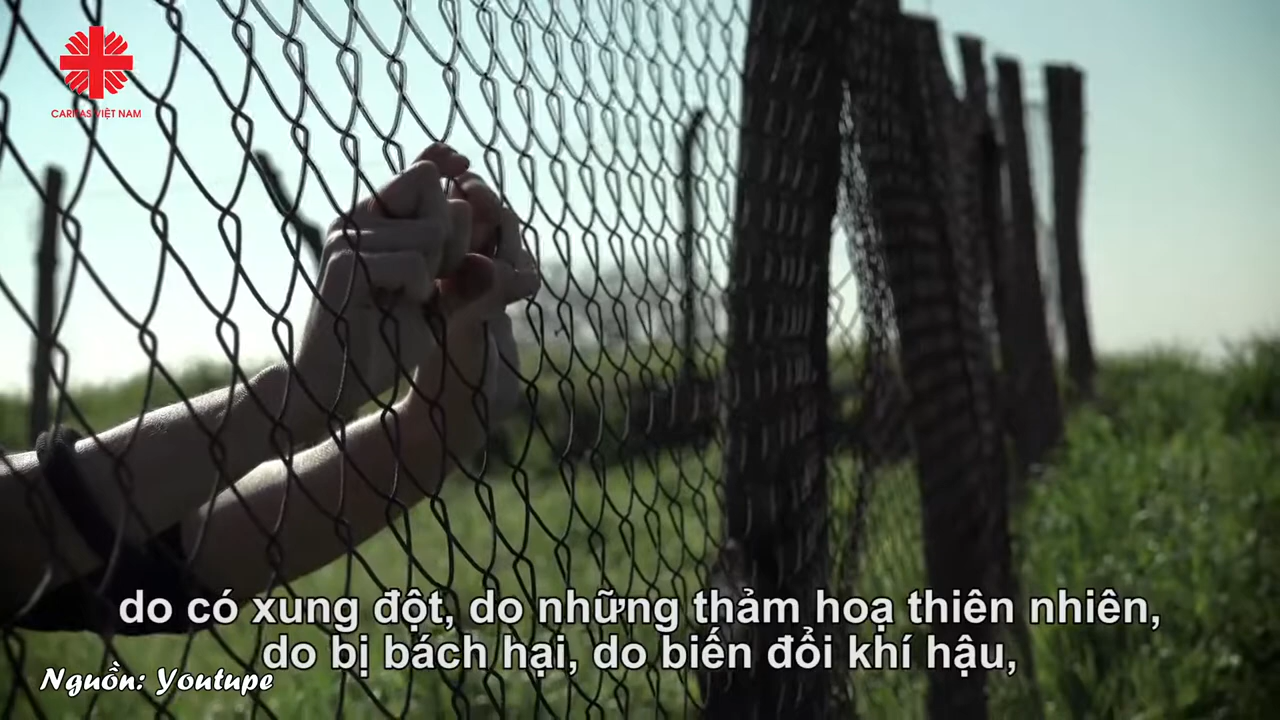 CARITAS VIỆT NAM
do có xung đột, do những thảm hoạ thiên nhiên,
do bị bách hại, do biến đổi khí hậu,
Nguồn: Youtupe